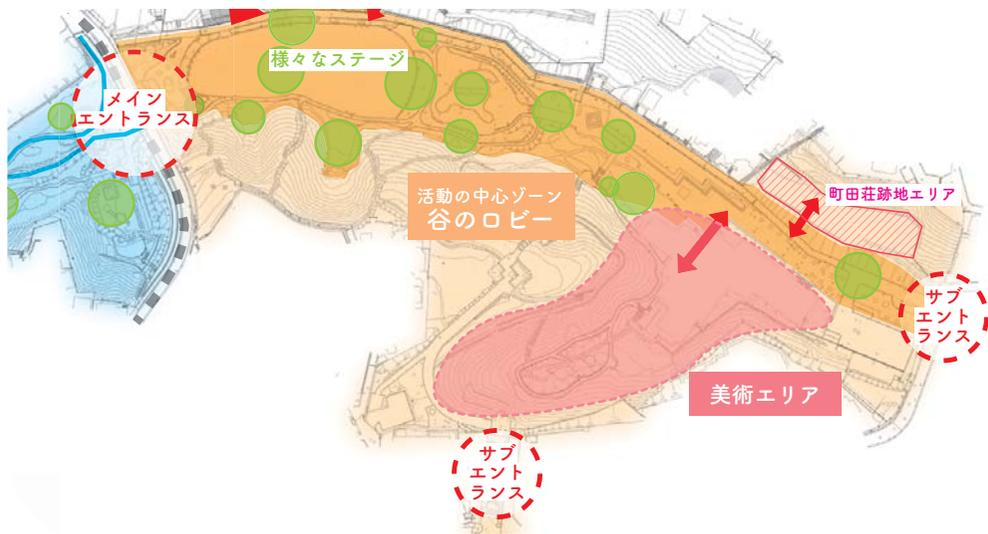 様々なステージ
メイン
エントランス
活動の中心ゾーン
谷のロビー
町田荘跡地エリア
サブ
エント
ランス
美術エリア
サブ
エント
ランス